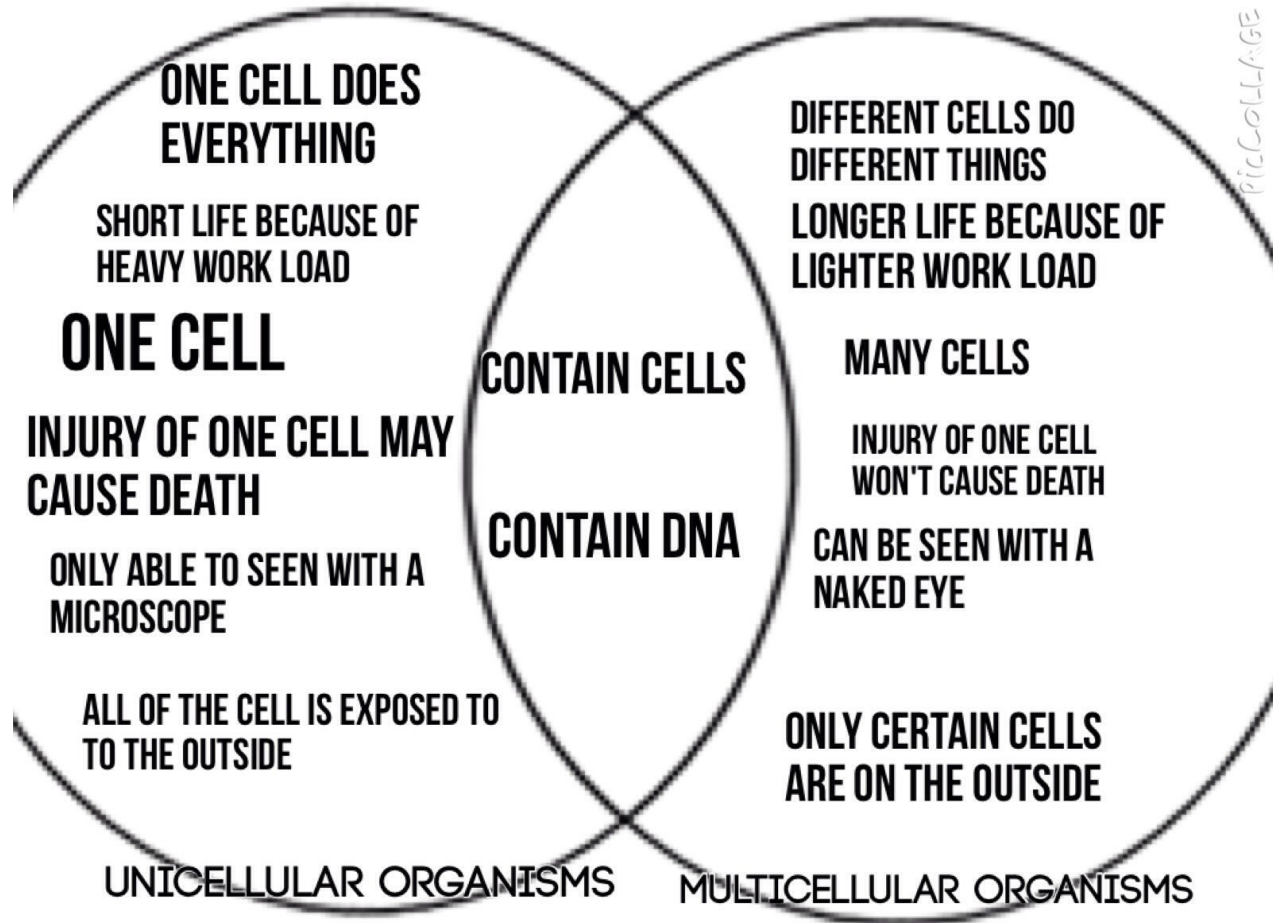 ONE CELL DOES
EVERYTHING
SHORT LIFE BECAUSE OF
HEAVY WORK LOAD
ONE CELL
INJURY OF ONE CELL MAY
CAUSE DEATH
ONLY ABLE TO SEEN WITH A
MICROSCOPE
ALL OF THE CELL IS EXPOSED TO
TO THE OUTSIDE
UNICELLULAR ORGANISMS
CONTAIN CELLS
CONTAIN DNA
DIFFERENT CELLS DO
DIFFERENT THINGS
LONGER LIFE BECAUSE OF
LIGHTER WORK LOAD
MANY CELLS
INJURY OF ONE CELL
WON'T CAUSE DEATH
CAN BE SEEN WITH A
NAKED EYE
ONLY CERTAIN CELLS
ARE ON THE OUTSIDE
MULTICELLULAR ORGANISMS
PicCOLLAGE